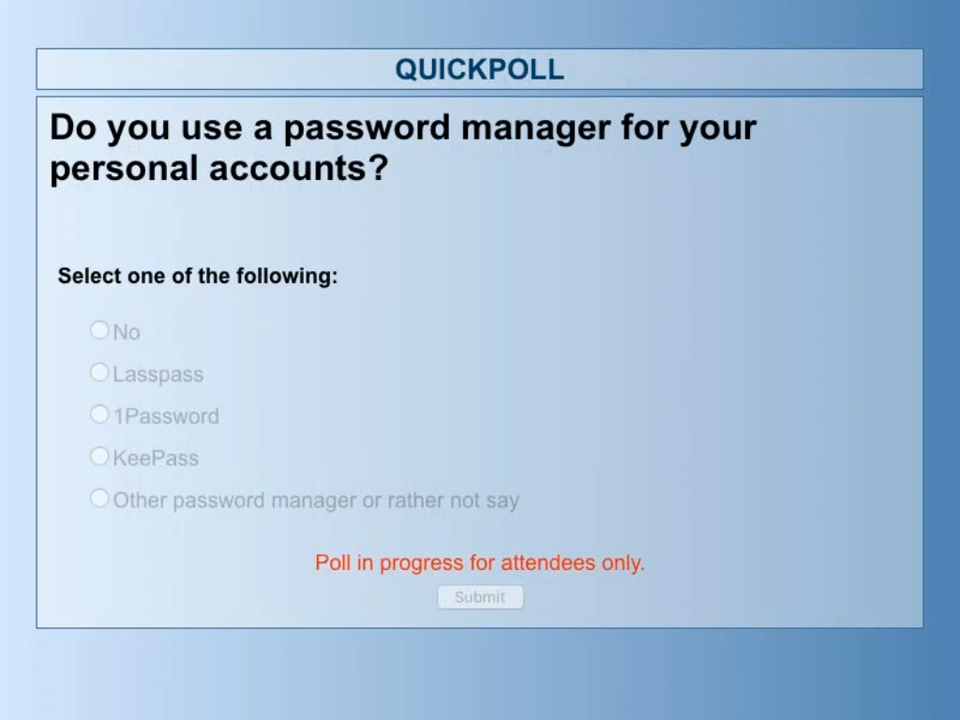 QUICKPOLL
Do you use a password manager for your
personal accounts?
Select one of the following:
No
Lasspass
1Password
KeePass
Other password manager or rather not say
Poll in progress for attendees only.
Submit